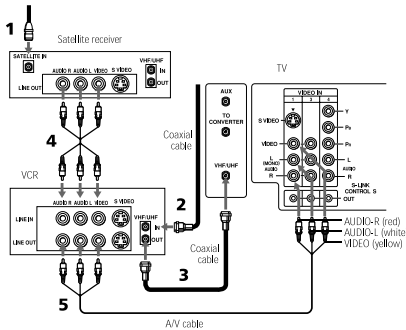 1
Satellite receiver
SATELLITE IN
AUDIO R AUDIO L VIDEO S VIDEO
VHF/UHF
IN
OUT
LINE OUT
4
VCR
AUDIO R AUDIO L VIDEO S VIDEO
VHF/UHF
LINE IN
IN
LINE OUT
OUT
5
Coaxial
cable
2
3
Coaxial
cable
A/V cable
AUX
TO
CONVERTER
VHF/UHF
TV
VIDEO IN
1 3 4
S VIDEO
Y
VIDEO
PB
PR
L
(MONO)
AUDIO
R
L
AUDIO
R
S-LINK
CONTROL S
OUT
AUDIO-R (red)
AUDIO-L (white
VIDEO (yellow)